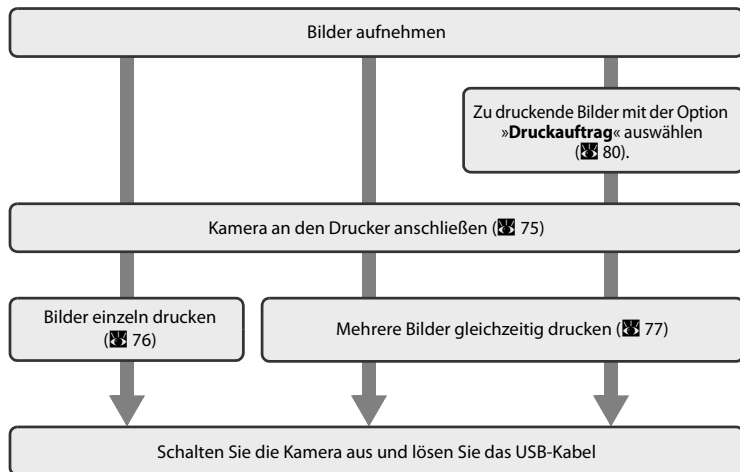 Bilder aufnehmen
Zu druckende Bilder mit der Option
»Druckauftrag« auswählen
(80).
Kamera an den Drucker anschließen (75)
Bilder einzeln drucken
(76)
Mehrere Bilder gleichzeitig drucken (77)
Schalten Sie die Kamera aus und lösen Sie das USB-Kabel